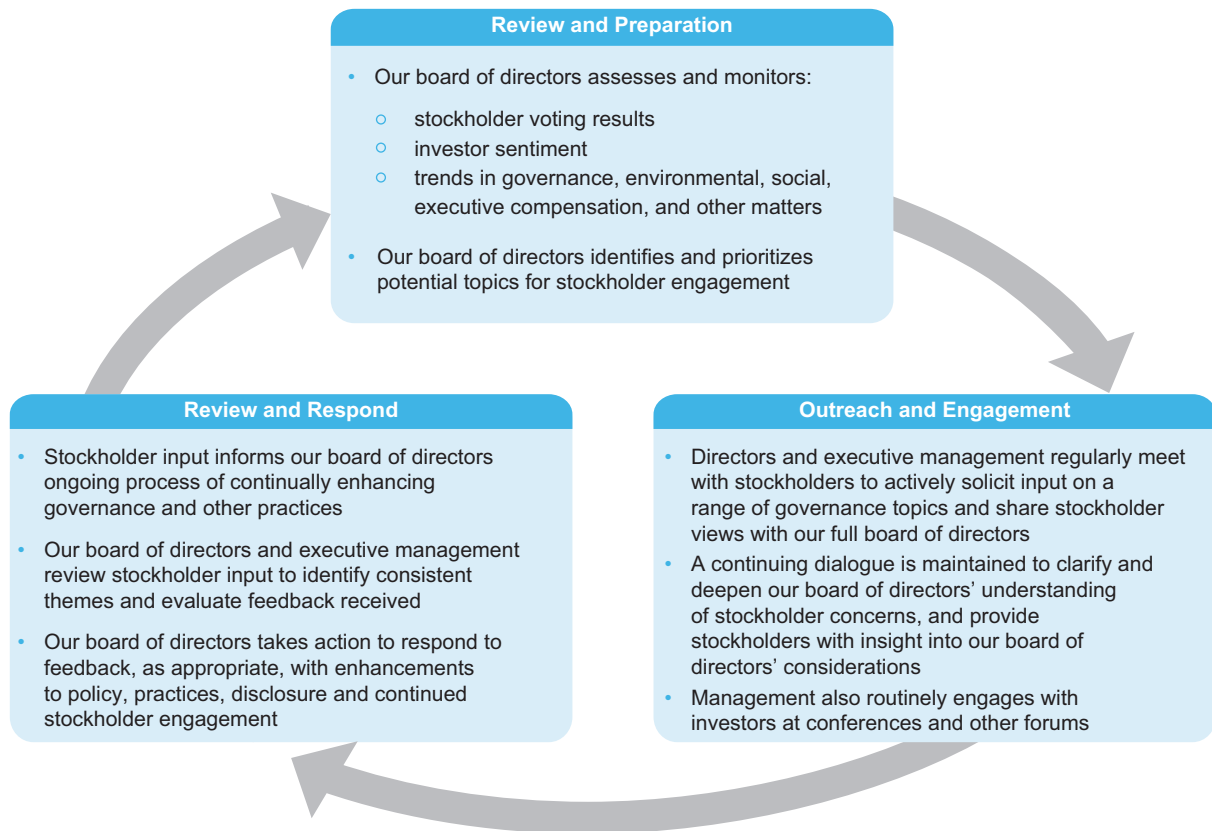 Review and Preparation
• Our board of directors assesses and monitors:
○ stockholder voting results
○ investor sentiment
○ trends in governance, environmental, social,
executive compensation, and other matters
• Our board of directors identifies and prioritizes
potential topics for stockholder engagement
Outreach and Engagement
• Directors and executive management regularly meet
with stockholders to actively solicit input on a
range of governance topics and share stockholder
views with our full board of directors
• A continuing dialogue is maintained to clarify and
deepen our board of directors’ understanding
of stockholder concerns, and provide
stockholders with insight into our board of
directors’ considerations
• Management also routinely engages with
investors at conferences and other forums
Review and Respond
• Stockholder input informs our board of directors
ongoing process of continually enhancing
governance and other practices
• Our board of directors and executive management
review stockholder input to identify consistent
themes and evaluate feedback received
• Our board of directors takes action to respond to
feedback, as appropriate, with enhancements
to policy, practices, disclosure and continued
stockholder engagement